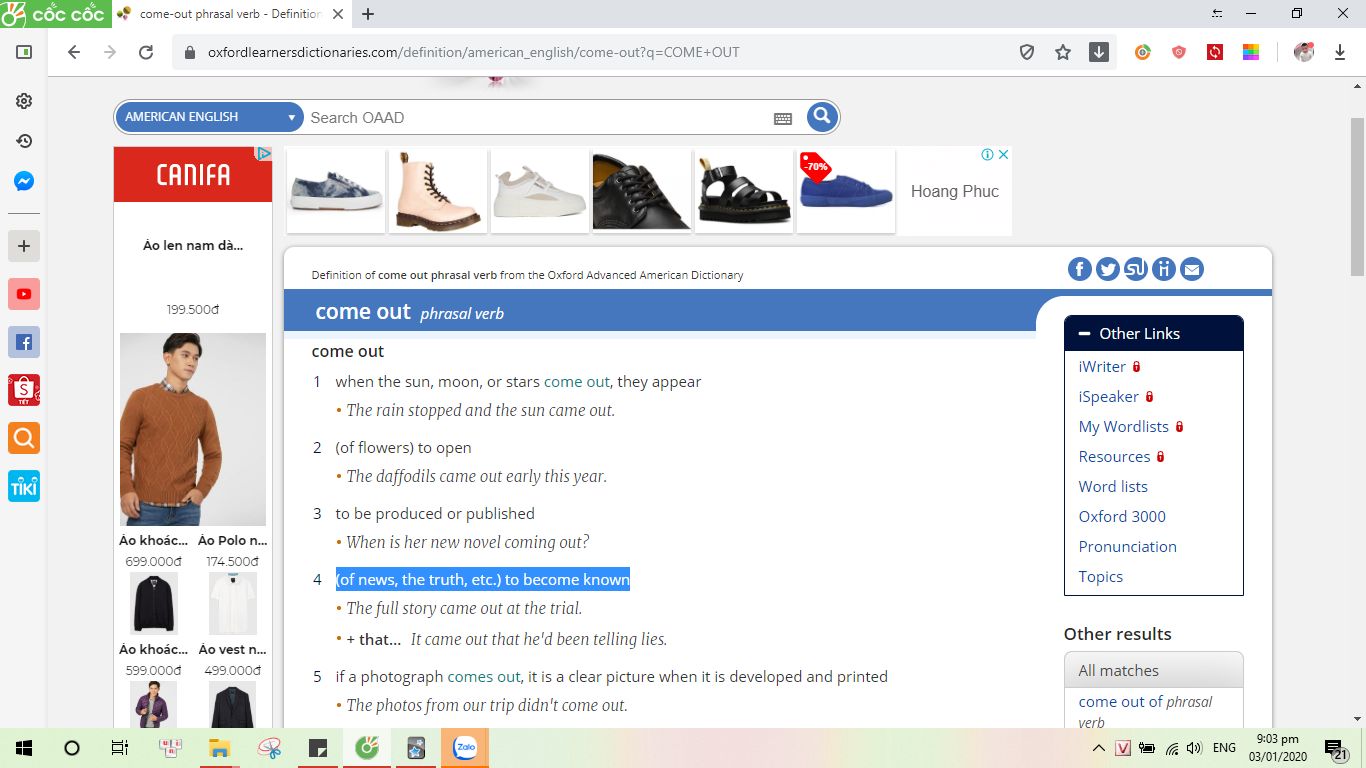 cốc cốc
come-out phrasal verb - Definition
oxfordlearnersdictionaries.com/definition/american_english/come-out?q=COME+OUT
AMERICAN ENGLISH
Search OAAD
CANIFA
Áo len nam dà...
199.500đ
Áo khoác...
Áo Polo n...
699.000đ
174.500đ
Áo khoác...
Áo vest n...
599.000đ
499.000đ
-70%
Hoang Phuc
Definition of come out phrasal verb from the Oxford Advanced American Dictionary
come out phrasal verb
come out
1 when the sun, moon, or stars come out, they appear
• The rain stopped and the sun came out.
2 (of flowers) to open
• The daffodils came out early this year.
3 to be produced or published
• When is her new novel coming out?
4 (of news, the truth, etc.) to become known
• The full story came out at the trial.
• + that... It came out that he'd been telling lies.
5 if a photograph comes out, it is a clear picture when it is developed and printed
• The photos from our trip didn't come out.
Other Links
iWriter
iSpeaker
My Wordlists
Resources
Word lists
Oxford 3000
Pronunciation
Topics
Other results
All matches
come out of phrasal
verb
TẾT
TIKI
Zalo
V
ENG
9:03 pm
03/01/2020
21